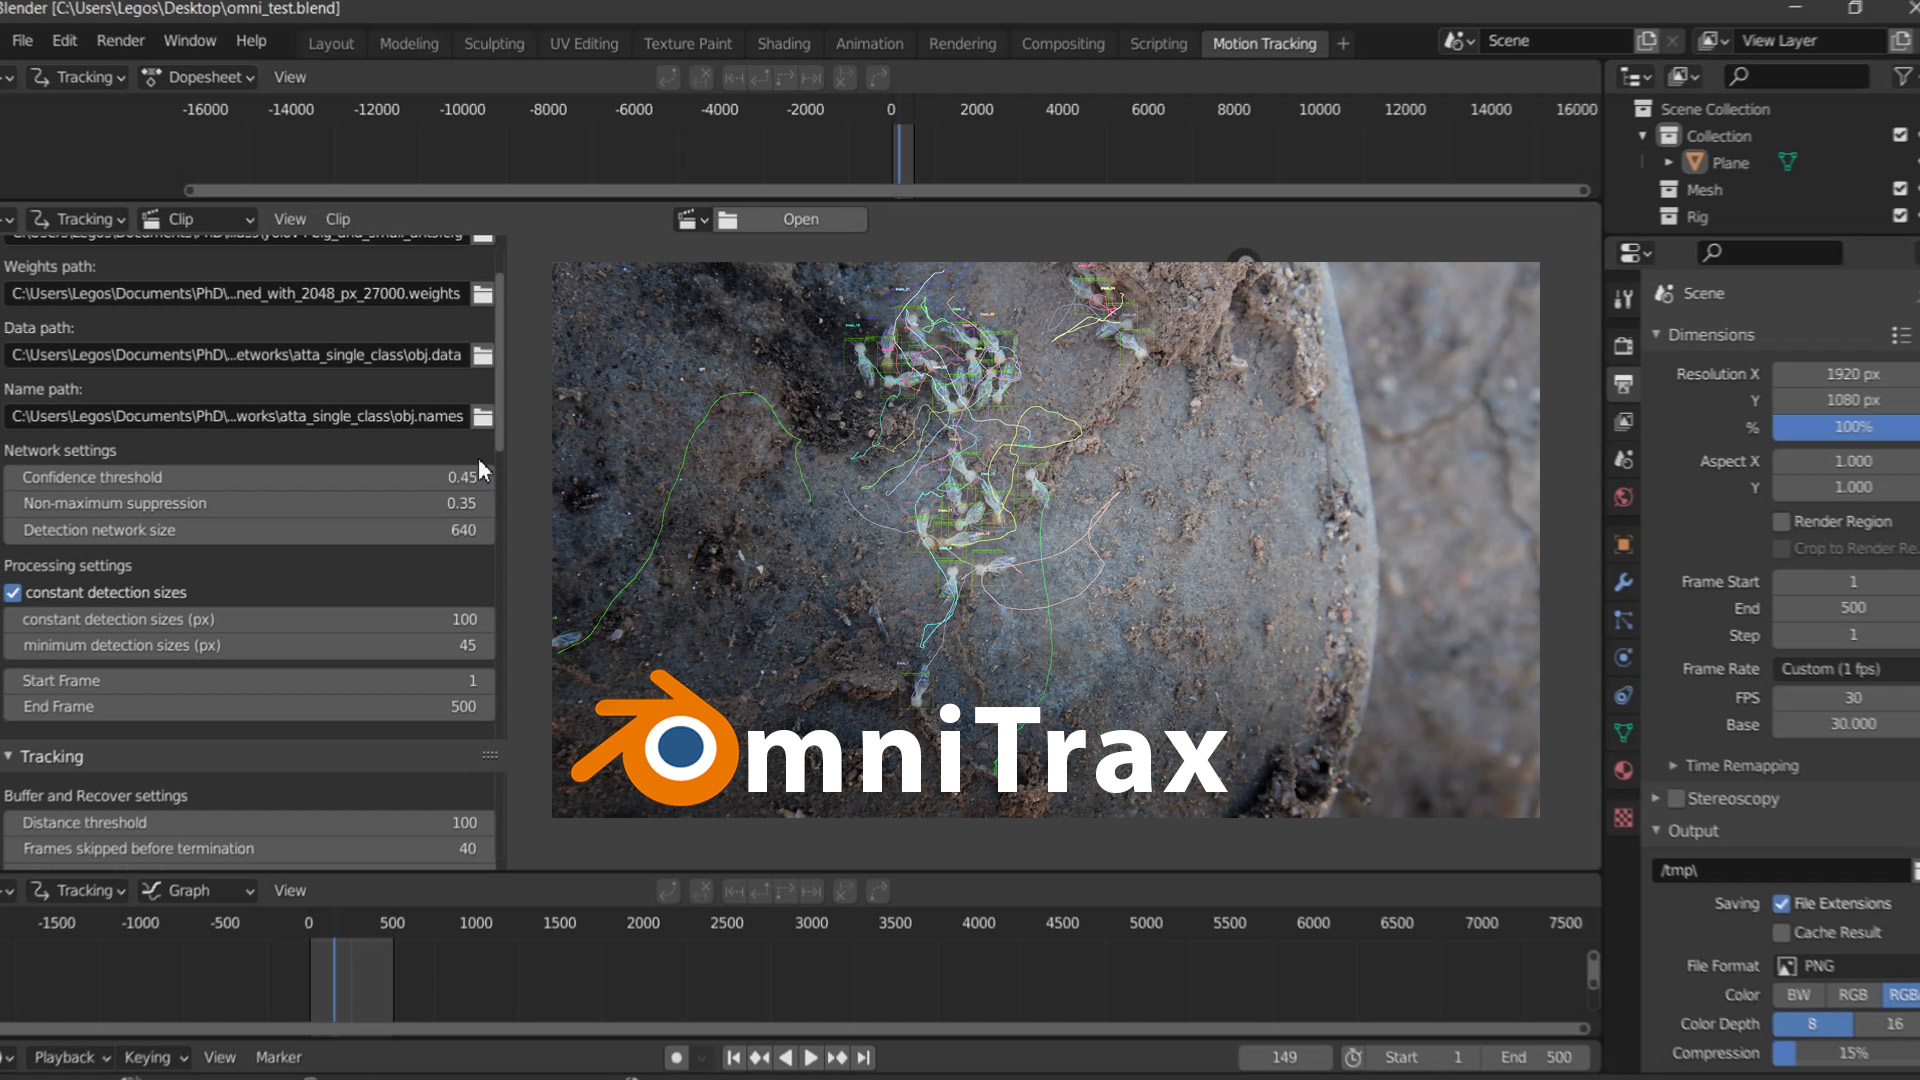 Blender [C:\Users\Legos\Desktop\omni_test.blend]
File Edit Render Window Help Layout Modeling Sculpting UV Editing Texture Paint Shading Animation Rendering Compositing Scripting Motion Tracking + Scene View Layer
Tracking Dopesheet View
-16000 -14000 -12000 -10000 -8000 -6000 -4000 -2000 0 2000 4000 6000 8000 10000 12000 14000 16000
Scene Collection
Collection
Plane
Mesh
Rig
Tracking Clip View Clip Open
Weights path:
C:\Users\Legos\Documents\PhD\...ned_with_2048_px_27000.weights
Data path:
C:\Users\Legos\Documents\PhD\...etworks\atta_single_class\obj.data
Name path:
C:\Users\Legos\Documents\PhD\...works\atta_single_class\obj.names
Network settings
Confidence threshold 0.45
Non-maximum suppression 0.35
Detection network size 640
Processing settings
constant detection sizes
constant detection sizes (px) 100
minimum detection sizes (px) 45
Start Frame 1
End Frame 500
Tracking
Buffer and Recover settings
Distance threshold 100
Frames skipped before termination 40
mniTrax
Scene
Dimensions
Resolution X 1920 px
Y 1080 px
% 100%
Aspect X 1.000
Y 1.000
Render Region
Crop to Render Re..
Frame Start 1
End 500
Step 1
Frame Rate Custom (1 fps)
FPS 30
Base 30.000
Time Remapping
Stereoscopy
Output
/tmp\
Saving File Extensions
Cache Result
File Format PNG
Color BW RGB RGB
Color Depth 8 16
Compression 15%
Tracking Graph View
-1500 -1000 -500 0 500 1000 1500 2000 2500 3000 3500 4000 4500 5000 5500 6000 6500 7000 7500
Playback Keying View Marker 149 Start 1 End 500